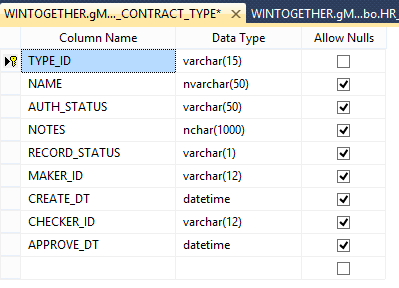 WINTOGETHER.gM..._CONTRACT_TYPE*
WINTOGETHER.gM...bo.HR_
Column Name Data Type Allow Nulls
TYPE_ID varchar(15)
NAME nvarchar(50)
AUTH_STATUS varchar(50)
NOTES nchar(1000)
RECORD_STATUS varchar(1)
MAKER_ID varchar(12)
CREATE_DT datetime
CHECKER_ID varchar(12)
APPROVE_DT datetime